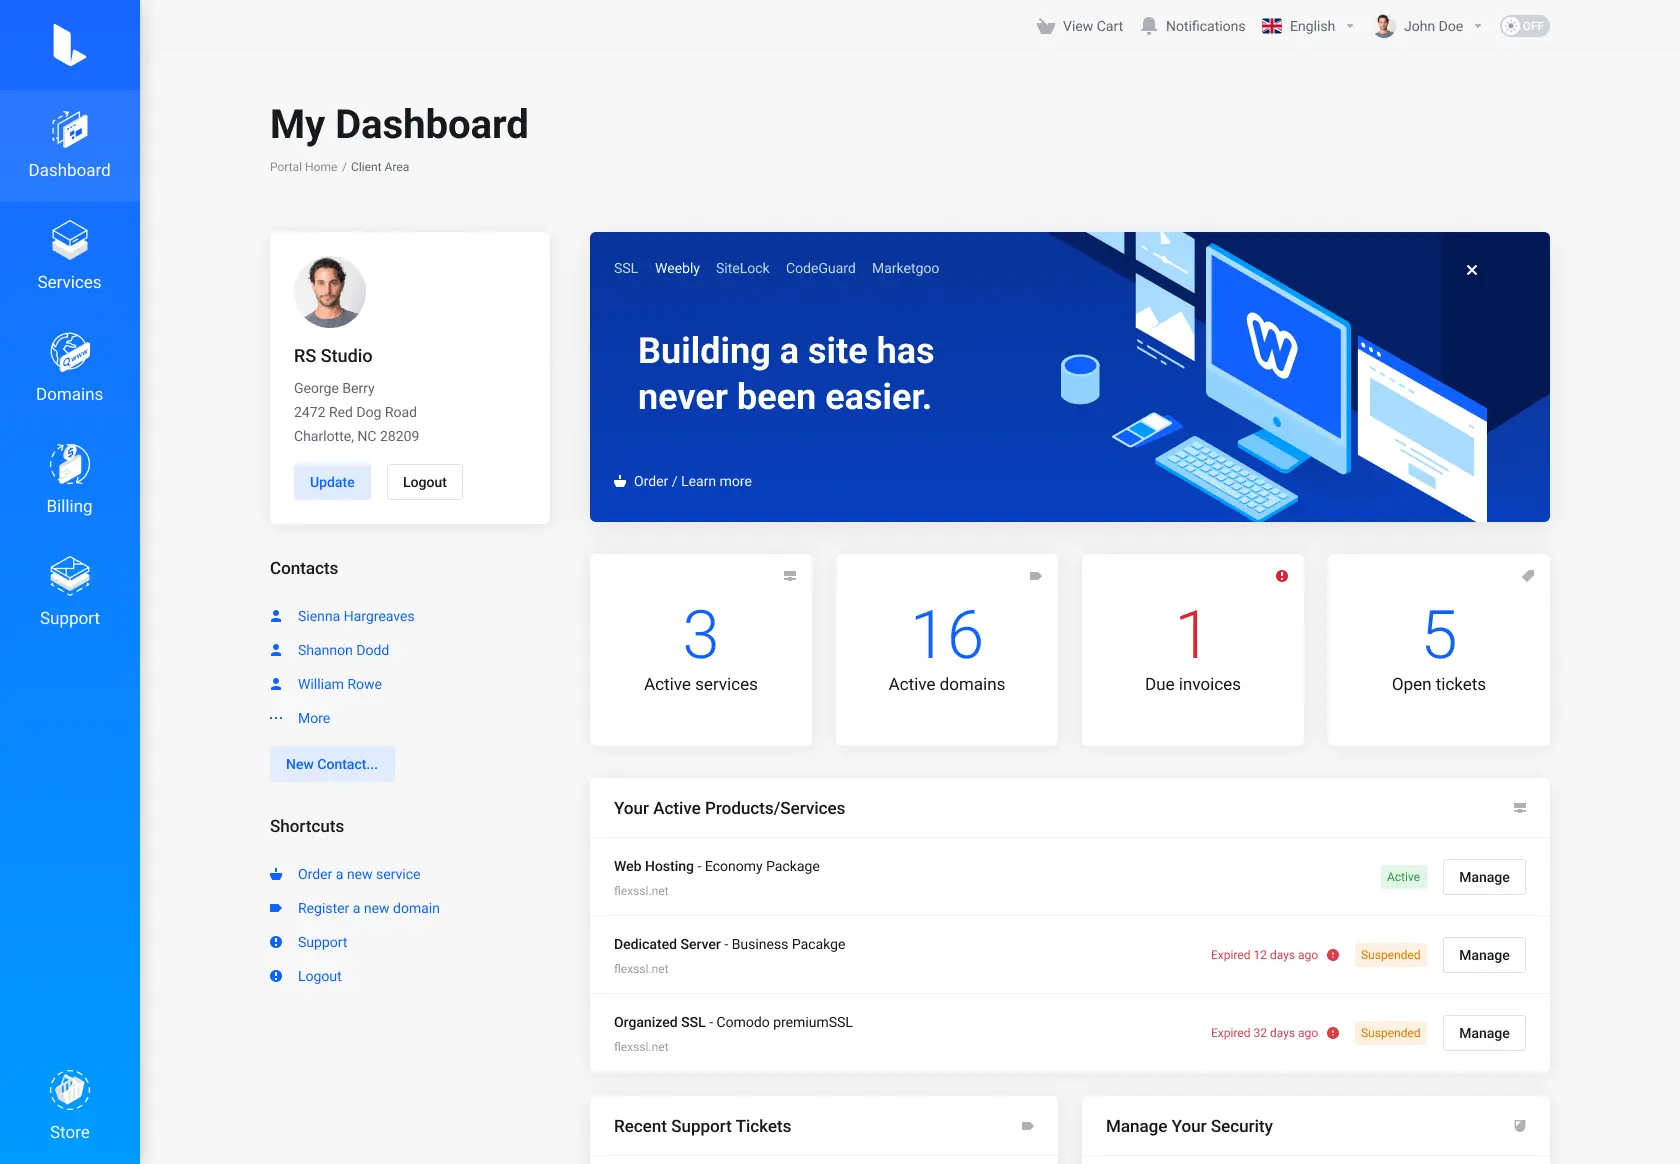 View Cart
Notifications
English
John Doe
OFF
Dashboard
Services
Domains
Billing
Support
Store
My Dashboard
Portal Home / Client Area
RS Studio
George Berry
2472 Red Dog Road
Charlotte, NC 28209
Update
Logout
Contacts
Sienna Hargreaves
Shannon Dodd
William Rowe
More
New Contact...
Shortcuts
Order a new service
Register a new domain
Support
Logout
SSL Weebly SiteLock CodeGuard Marketgoo
Building a site has
never been easier.
Order / Learn more
W
3
Active services
16
Active domains
1
Due invoices
5
Open tickets
Your Active Products/Services
Web Hosting - Economy Package
flexssl.net
Active
Manage
Dedicated Server - Business Pacakge
flexssl.net
Expired 12 days ago
Suspended
Manage
Organized SSL - Comodo premiumSSL
flexssl.net
Expired 32 days ago
Suspended
Manage
Recent Support Tickets
Manage Your Security